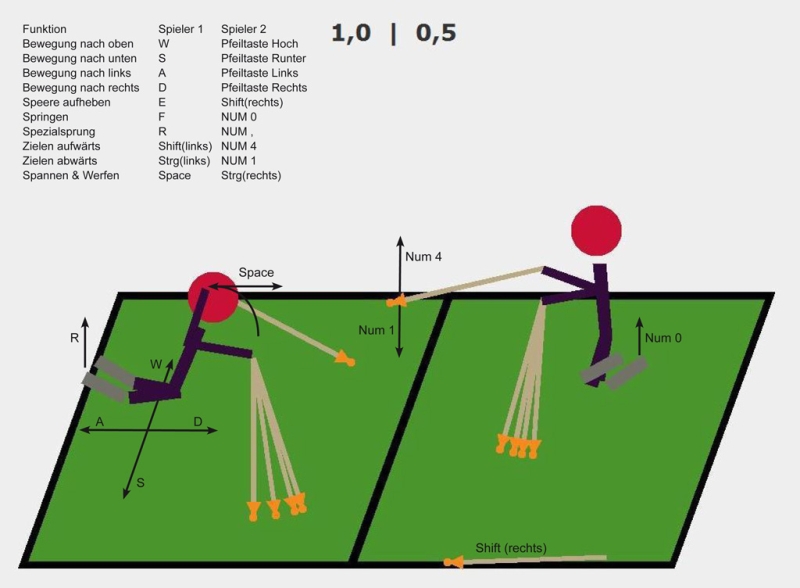 Funktion Spieler 1 Spieler 2
Bewegung nach oben W Pfeiltaste Hoch
Bewegung nach unten S Pfeiltaste Runter
Bewegung nach links A Pfeiltaste Links
Bewegung nach rechts D Pfeiltaste Rechts
Speere aufheben E Shift(rechts)
Springen F NUM 0
Spezialsprung R NUM ,
Zielen aufwärts Shift(links) NUM 4
Zielen abwärts Strg(links) NUM 1
Spannen & Werfen Space Strg(rechts)
1,0 | 0,5
Num 4
Space
Num 1
R
Num 0
W
A
D
S
Shift (rechts)